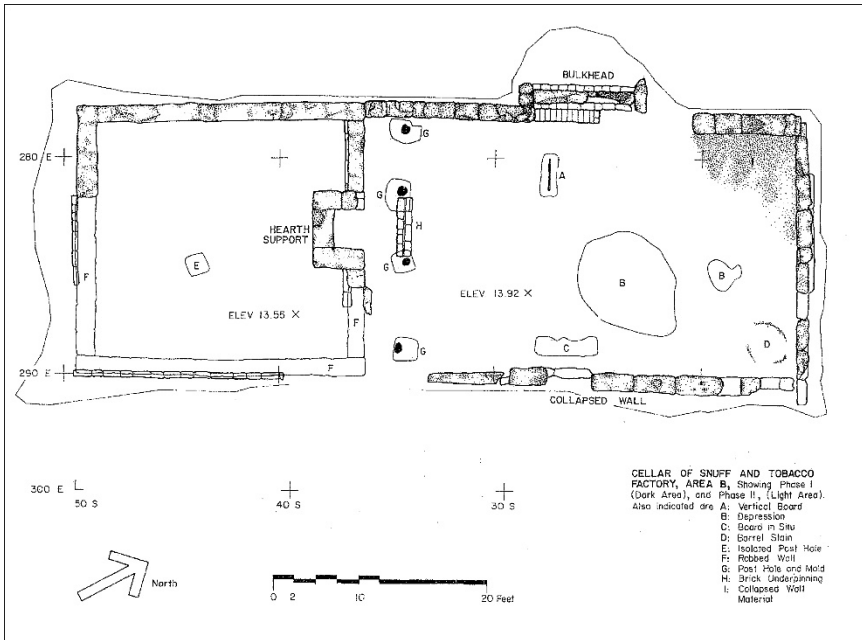 BULKHEAD
G
280 E
A
G
H
HEARTH
SUPPORT
E
F
G
B
B
ELEV 13.92 X
ELEV 13.55 X
F
G
C
D
F
290 E
COLLAPSED WALL
300 E
50 S
40 S
30 S
CELLAR OF SNUFF AND TOBACCO
FACTORY, AREA B, Showing Phase I
(Dark Area), and Phase II, (Light Area).
Also indicated are A: Vertical Board
B: Depression
C: Board in Situ
D: Barrel Stain
E: Isolated Post Hole
F: Robbed Wall
G: Post Hole and Mold
H: Brick Underpinning
I: Collapsed Wall
Material
North
0 2 10 20 Feet